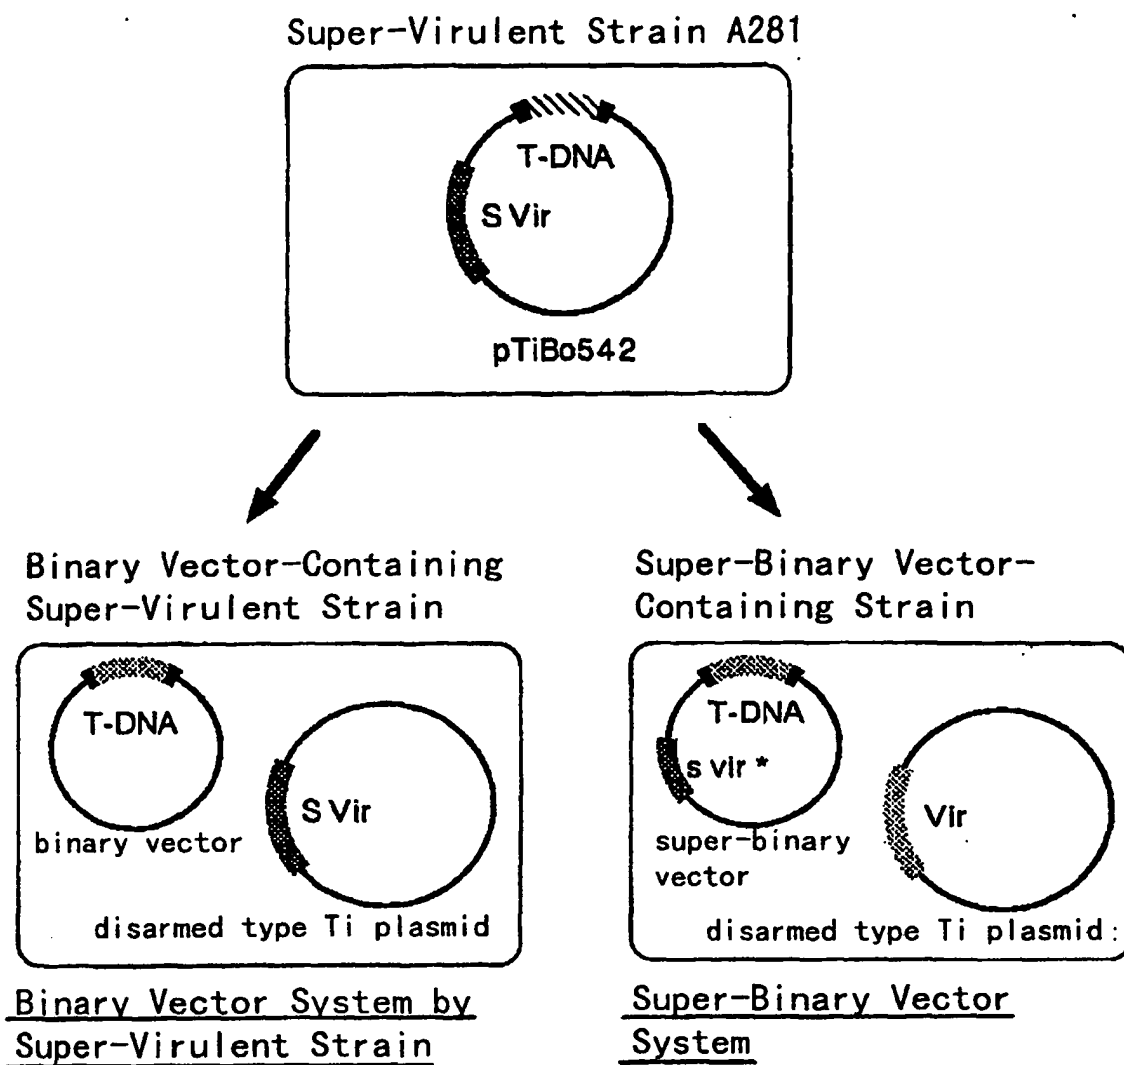 Super-Virulent Strain A281
T-DNA
S Vir
pTiBo542
Binary Vector-Containing
Super-Virulent Strain
T-DNA
S Vir
binary vector
disarmed type Ti plasmid
Binary Vector System by
Super-Virulent Strain
Super-Binary Vector-
Containing Strain
T-DNA
s vir *
Vir
super-binary
vector
disarmed type Ti plasmid
Super-Binary Vector
System